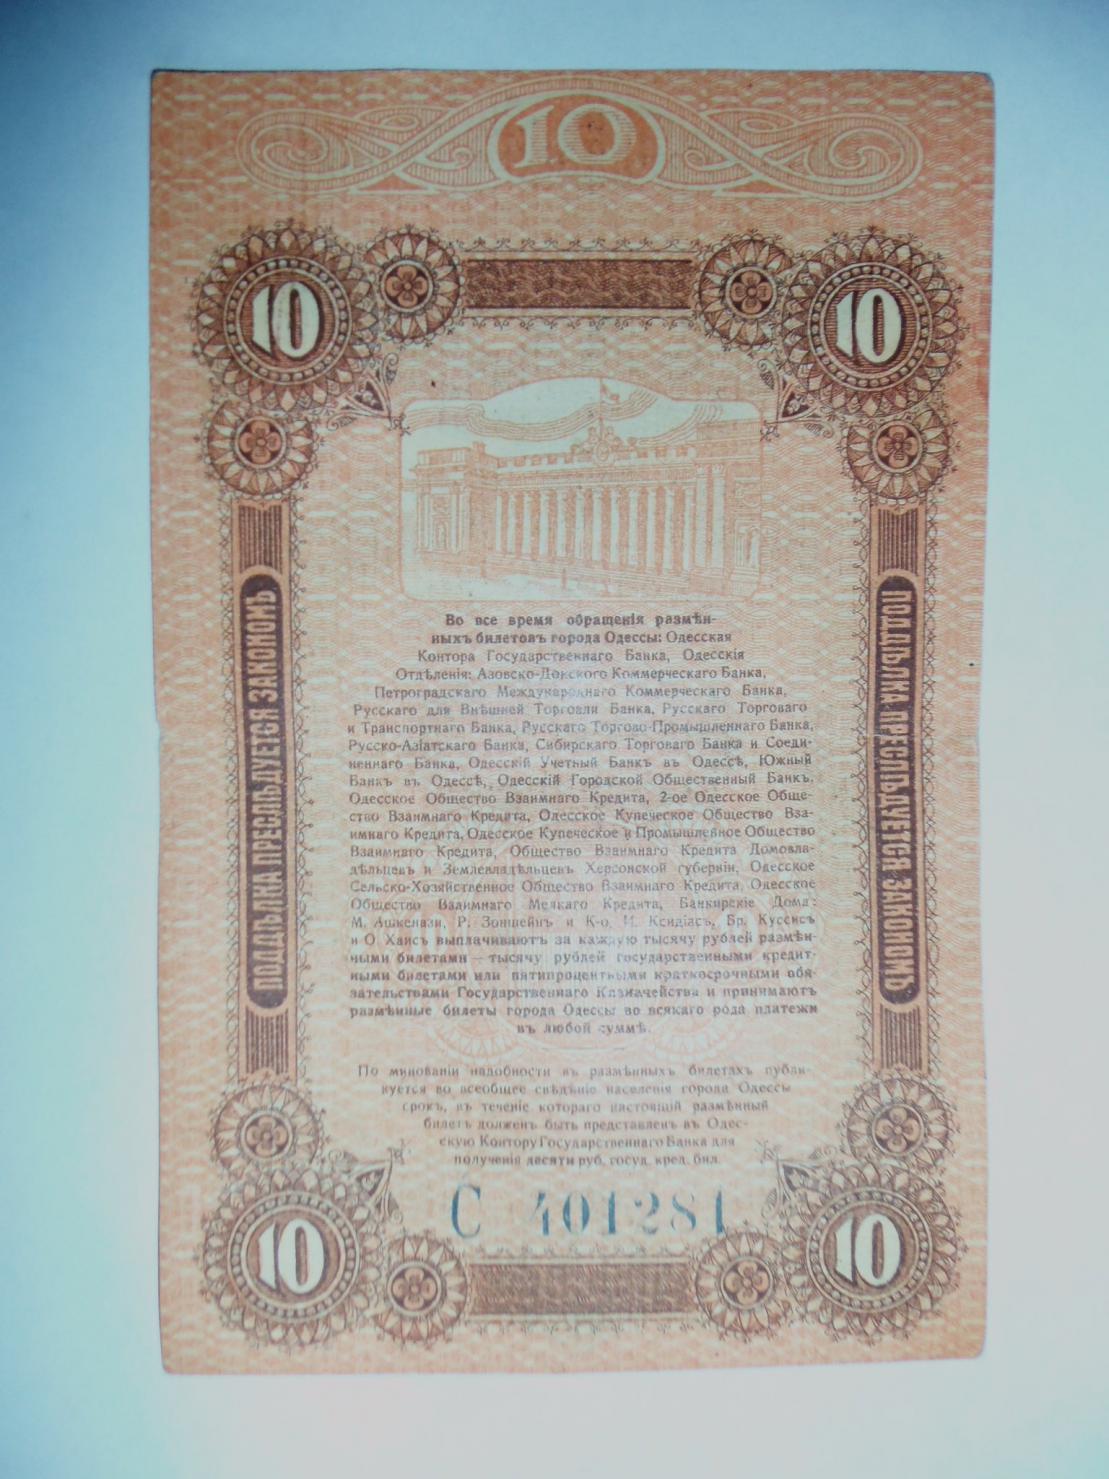 10
10 10
ПОДДѢЛКА ПРЕСЛѢДУЕТСЯ ЗАКОНОМЪ
ПОДДѢЛКА ПРЕСЛѢДУЕТСЯ ЗАКОНОМЪ
Во все время обращенія размѣн-
ныхъ билетовъ города Одессы: Одесская
Контора Государственнаго Банка, Одесскія
Отдѣленія: Азовско-Донского Коммерческаго Банка,
Петроградскаго Международнаго Коммерческаго Банка,
Русскаго для Внѣшней Торговли Банка, Русскаго Торговаго
и Транспортнаго Банка, Русскаго Торгово-Промышленнаго Банка,
Русско-Азіатскаго Банка, Сибирскаго Торговаго Банка и Соеди-
неннаго Банка, Одесскій Учетный Банкъ въ Одессѣ, Южный
Банкъ въ Одессѣ, Одесскій Городской Общественный Банкъ,
Одесское Общество Взаимнаго Кредита, 2-ое Одесское Обще-
ство Взаимнаго Кредита, Одесское Купеческое Общество Вза-
имнаго Кредита, Одесское Купеческое и Промышленное Общество
Взаимнаго Кредита, Общество Взаимнаго Кредита Домовла-
дѣльцевъ и Землевладѣльцевъ Херсонской губерніи, Одесское
Сельско-Хозяйственное Общество Взаимнаго Кредита, Одесское
Общество Взаимнаго Мелкаго Кредита, Банкирскіе Дома:
М. Ашкенази, Р. Зоншейнъ и К-о, И. Ксидіасъ, Бр. Куссисъ
и О. Хаисъ выплачиваютъ за каждую тысячу рублей размѣн-
ными билетами — тысячу рублей государственными кредит-
ными билетами или пятипроцентными краткосрочными обя-
зательствами Государственнаго Казначейства и принимаютъ
размѣнные билеты города Одессы во всякаго рода платежи
въ любой суммѣ.
По минованіи надобности въ размѣнныхъ билетахъ публи-
куется во всеобщее свѣдѣніе населенія города Одессы
срокъ, въ теченіе котораго настоящій размѣнный
билетъ долженъ быть представленъ въ Одес-
скую Контору Государственнаго Банка для
полученія десяти руб. госуд. кред. бил.
С 401281
10 10